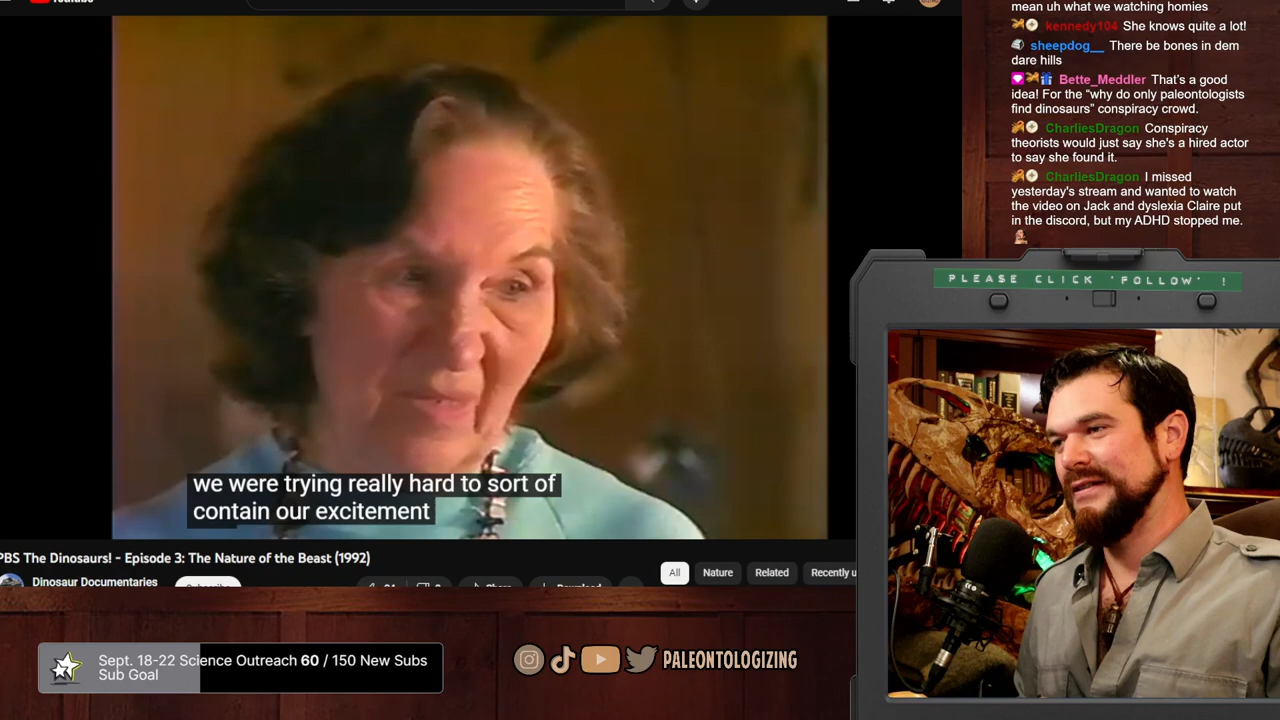 mean uh what we watching homies
kennedy104 She knows quite a lot!
sheepdog__ There be bones in dem
dare hills
Bette_Meddler That's a good
idea! For the "why do only paleontologists
find dinosaurs" conspiracy crowd.
CharliesDragon Conspiracy
theorists would just say she's a hired actor
to say she found it.
CharliesDragon I missed
yesterday's stream and wanted to watch
the video on Jack and dyslexia Claire put
in the discord, but my ADHD stopped me.
PLEASE CLICK 'FOLLOW' !
we were trying really hard to sort of
contain our excitement
PBS The Dinosaurs! - Episode 3: The Nature of the Beast (1992)
Dinosaur Documentaries
All Nature Related Recently u
Sept. 18-22 Science Outreach 60 / 150 New Subs
Sub Goal
PALEONTOLOGIZING